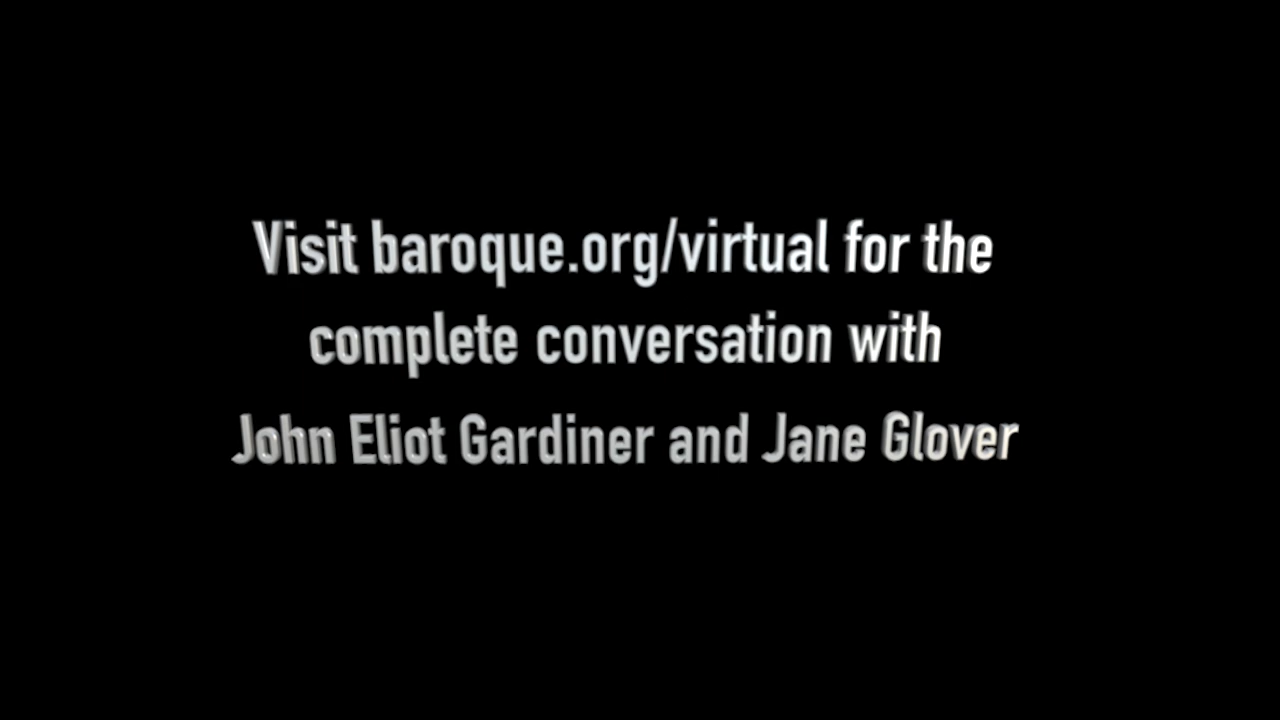 Visit baroque.org/virtual for the
complete conversation with
John Eliot Gardiner and Jane Glover